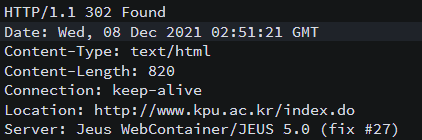 HTTP/1.1 302 Found
Date: Wed, 08 Dec 2021 02:51:21 GMT
Content-Type: text/html
Content-Length: 820
Connection: keep-alive
Location: http://www.kpu.ac.kr/index.do
Server: Jeus WebContainer/JEUS 5.0 (fix #27)